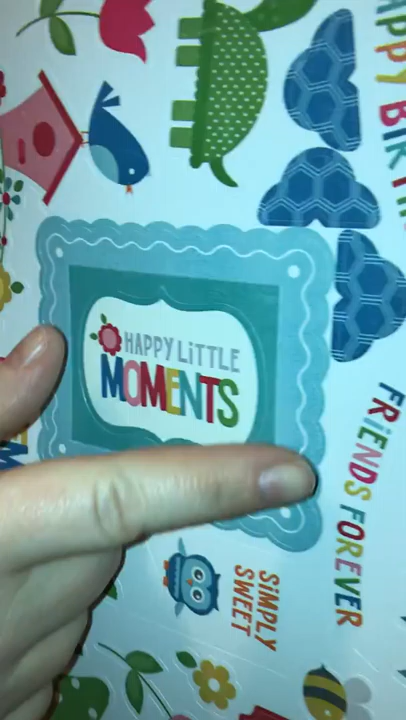 HAPPY LiTTLE
MOMENTS
FRiENDS FOREVER
SiMPLY
SWEET